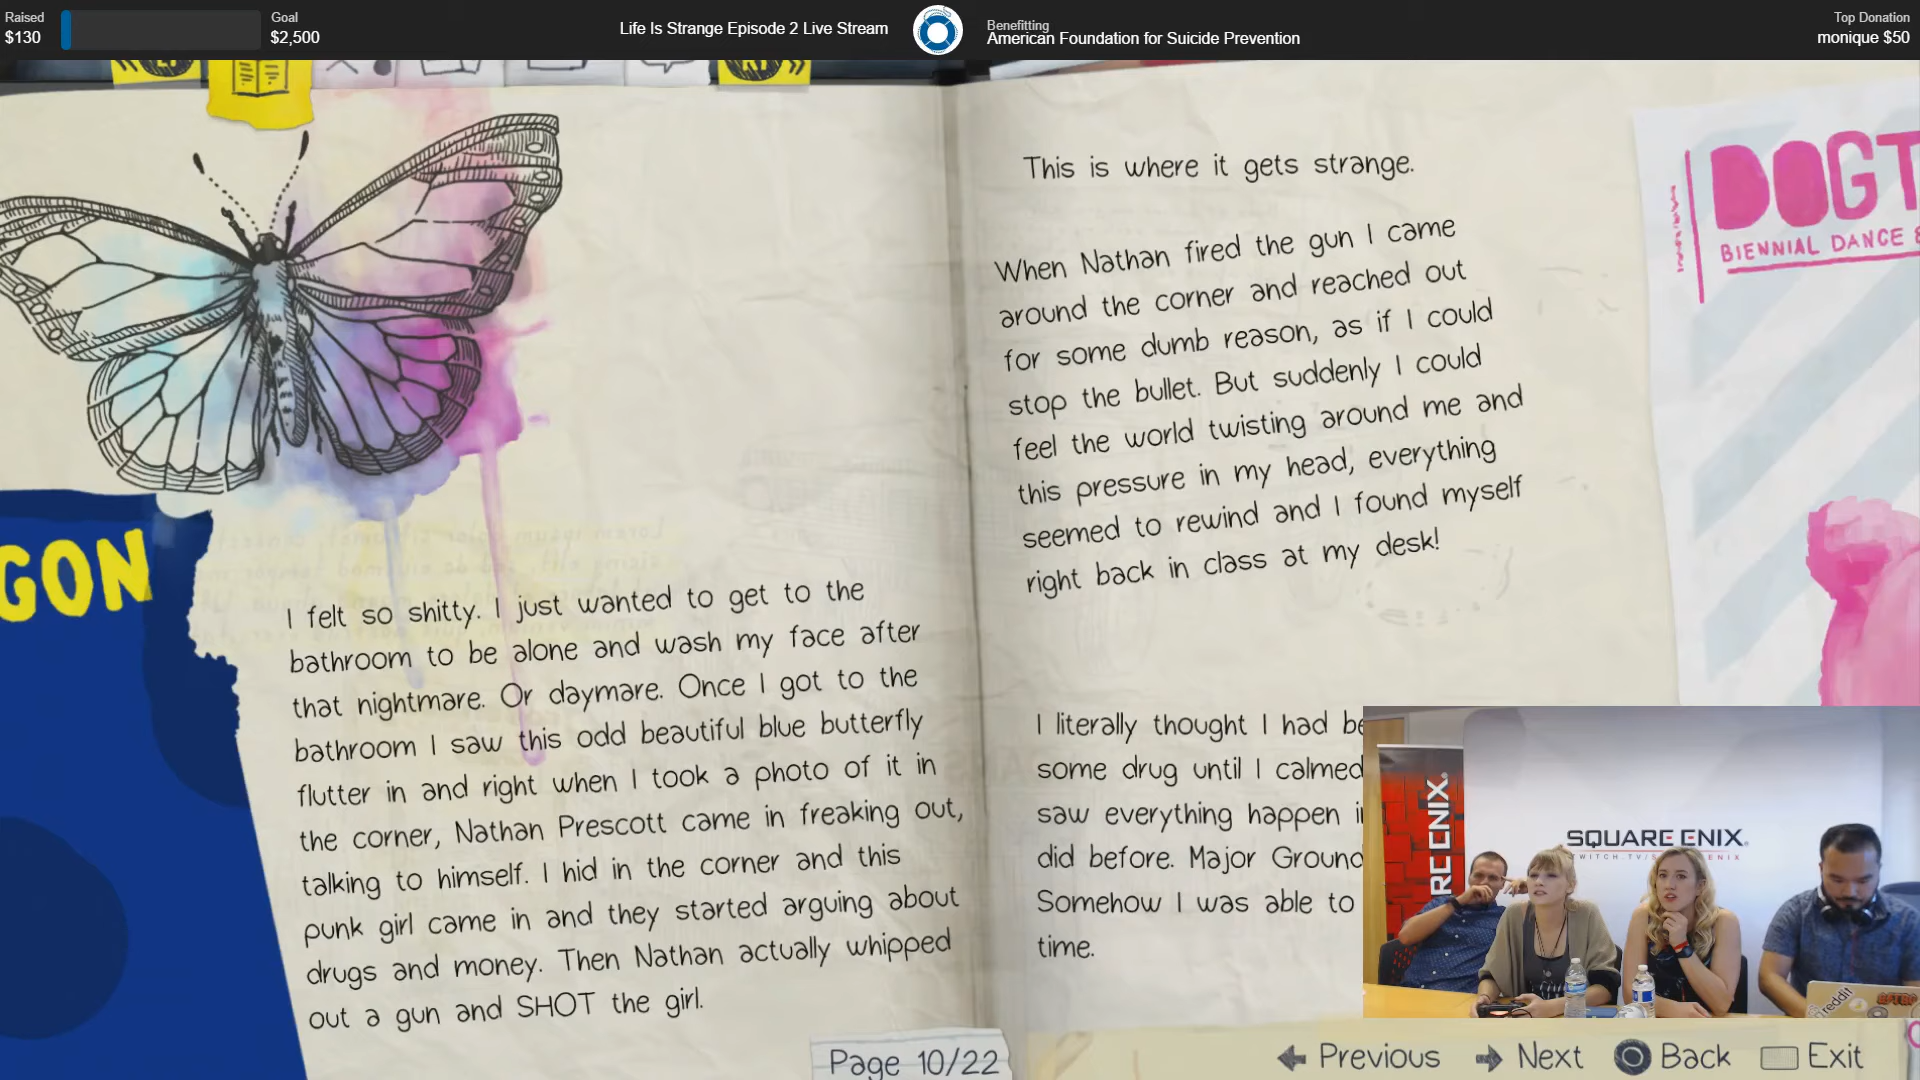 Raised
$130
Goal
$2,500
Life Is Strange Episode 2 Live Stream
Benefitting
American Foundation for Suicide Prevention
Top Donation
monique $50
GON
I felt so shitty. I just wanted to get to the
bathroom to be alone and wash my face after
that nightmare. Or daymare. Once I got to the
bathroom I saw this odd beautiful blue butterfly
flutter in and right when I took a photo of it in
the corner, Nathan Prescott came in freaking out,
talking to himself. I hid in the corner and this
punk girl came in and they started arguing about
drugs and money. Then Nathan actually whipped
out a gun and SHOT the girl.
This is where it gets strange.
When Nathan fired the gun I came
around the corner and reached out
for some dumb reason, as if I could
stop the bullet. But suddenly I could
feel the world twisting around me and
this pressure in my head, everything
seemed to rewind and I found myself
right back in class at my desk!
I literally thought I had be
some drug until I calmed
saw everything happen i
did before. Major Ground
Somehow I was able to
time.
DOGT
BIENNIAL DANCE &
SQUARE ENIX
RE ENIX
reddit
Page 10/22
Previous
Next
Back
Exit